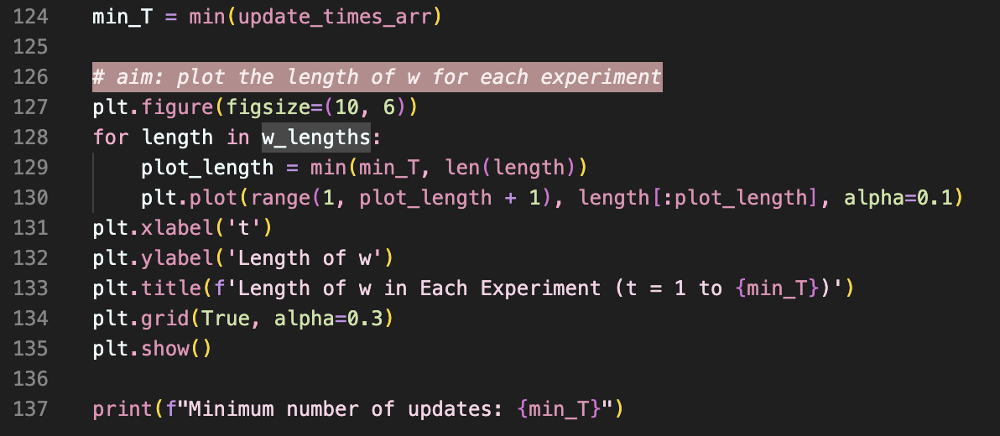 124 min_T = min(update_times_arr)
125
126 # aim: plot the length of w for each experiment
127 plt.figure(figsize=(10, 6))
128 for length in w_lengths:
129     plot_length = min(min_T, len(length))
130     plt.plot(range(1, plot_length + 1), length[:plot_length], alpha=0.1)
131 plt.xlabel('t')
132 plt.ylabel('Length of w')
133 plt.title(f'Length of w in Each Experiment (t = 1 to {min_T})')
134 plt.grid(True, alpha=0.3)
135 plt.show()
136
137 print(f"Minimum number of updates: {min_T}")